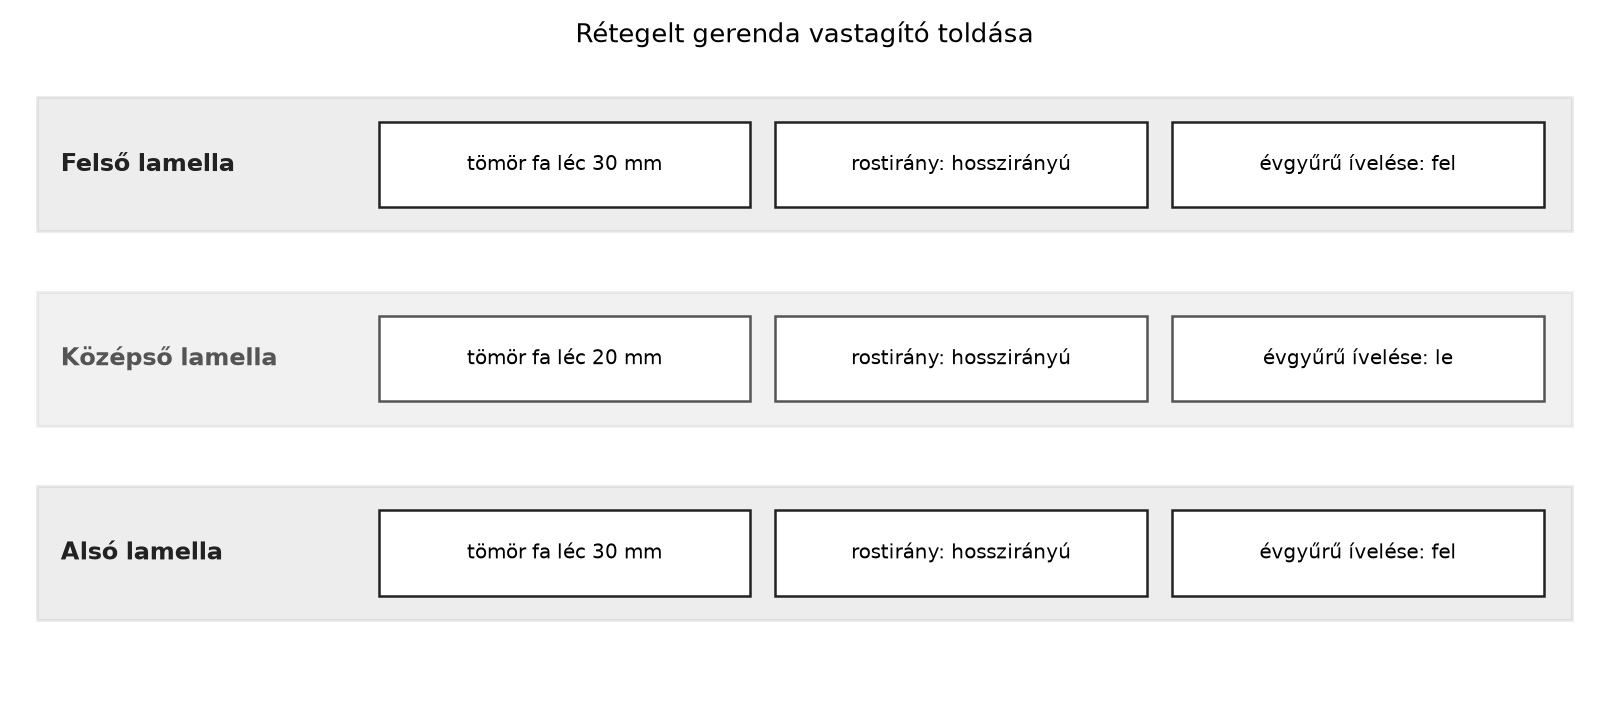 Rétegelt gerenda vastagító toldása
Felső lamella
tömör fa léc 30 mm
rostirány: hosszirányú
évgyűrű ívelése: fel
Középső lamella
tömör fa léc 20 mm
rostirány: hosszirányú
évgyűrű ívelése: le
Alsó lamella
tömör fa léc 30 mm
rostirány: hosszirányú
évgyűrű ívelése: fel